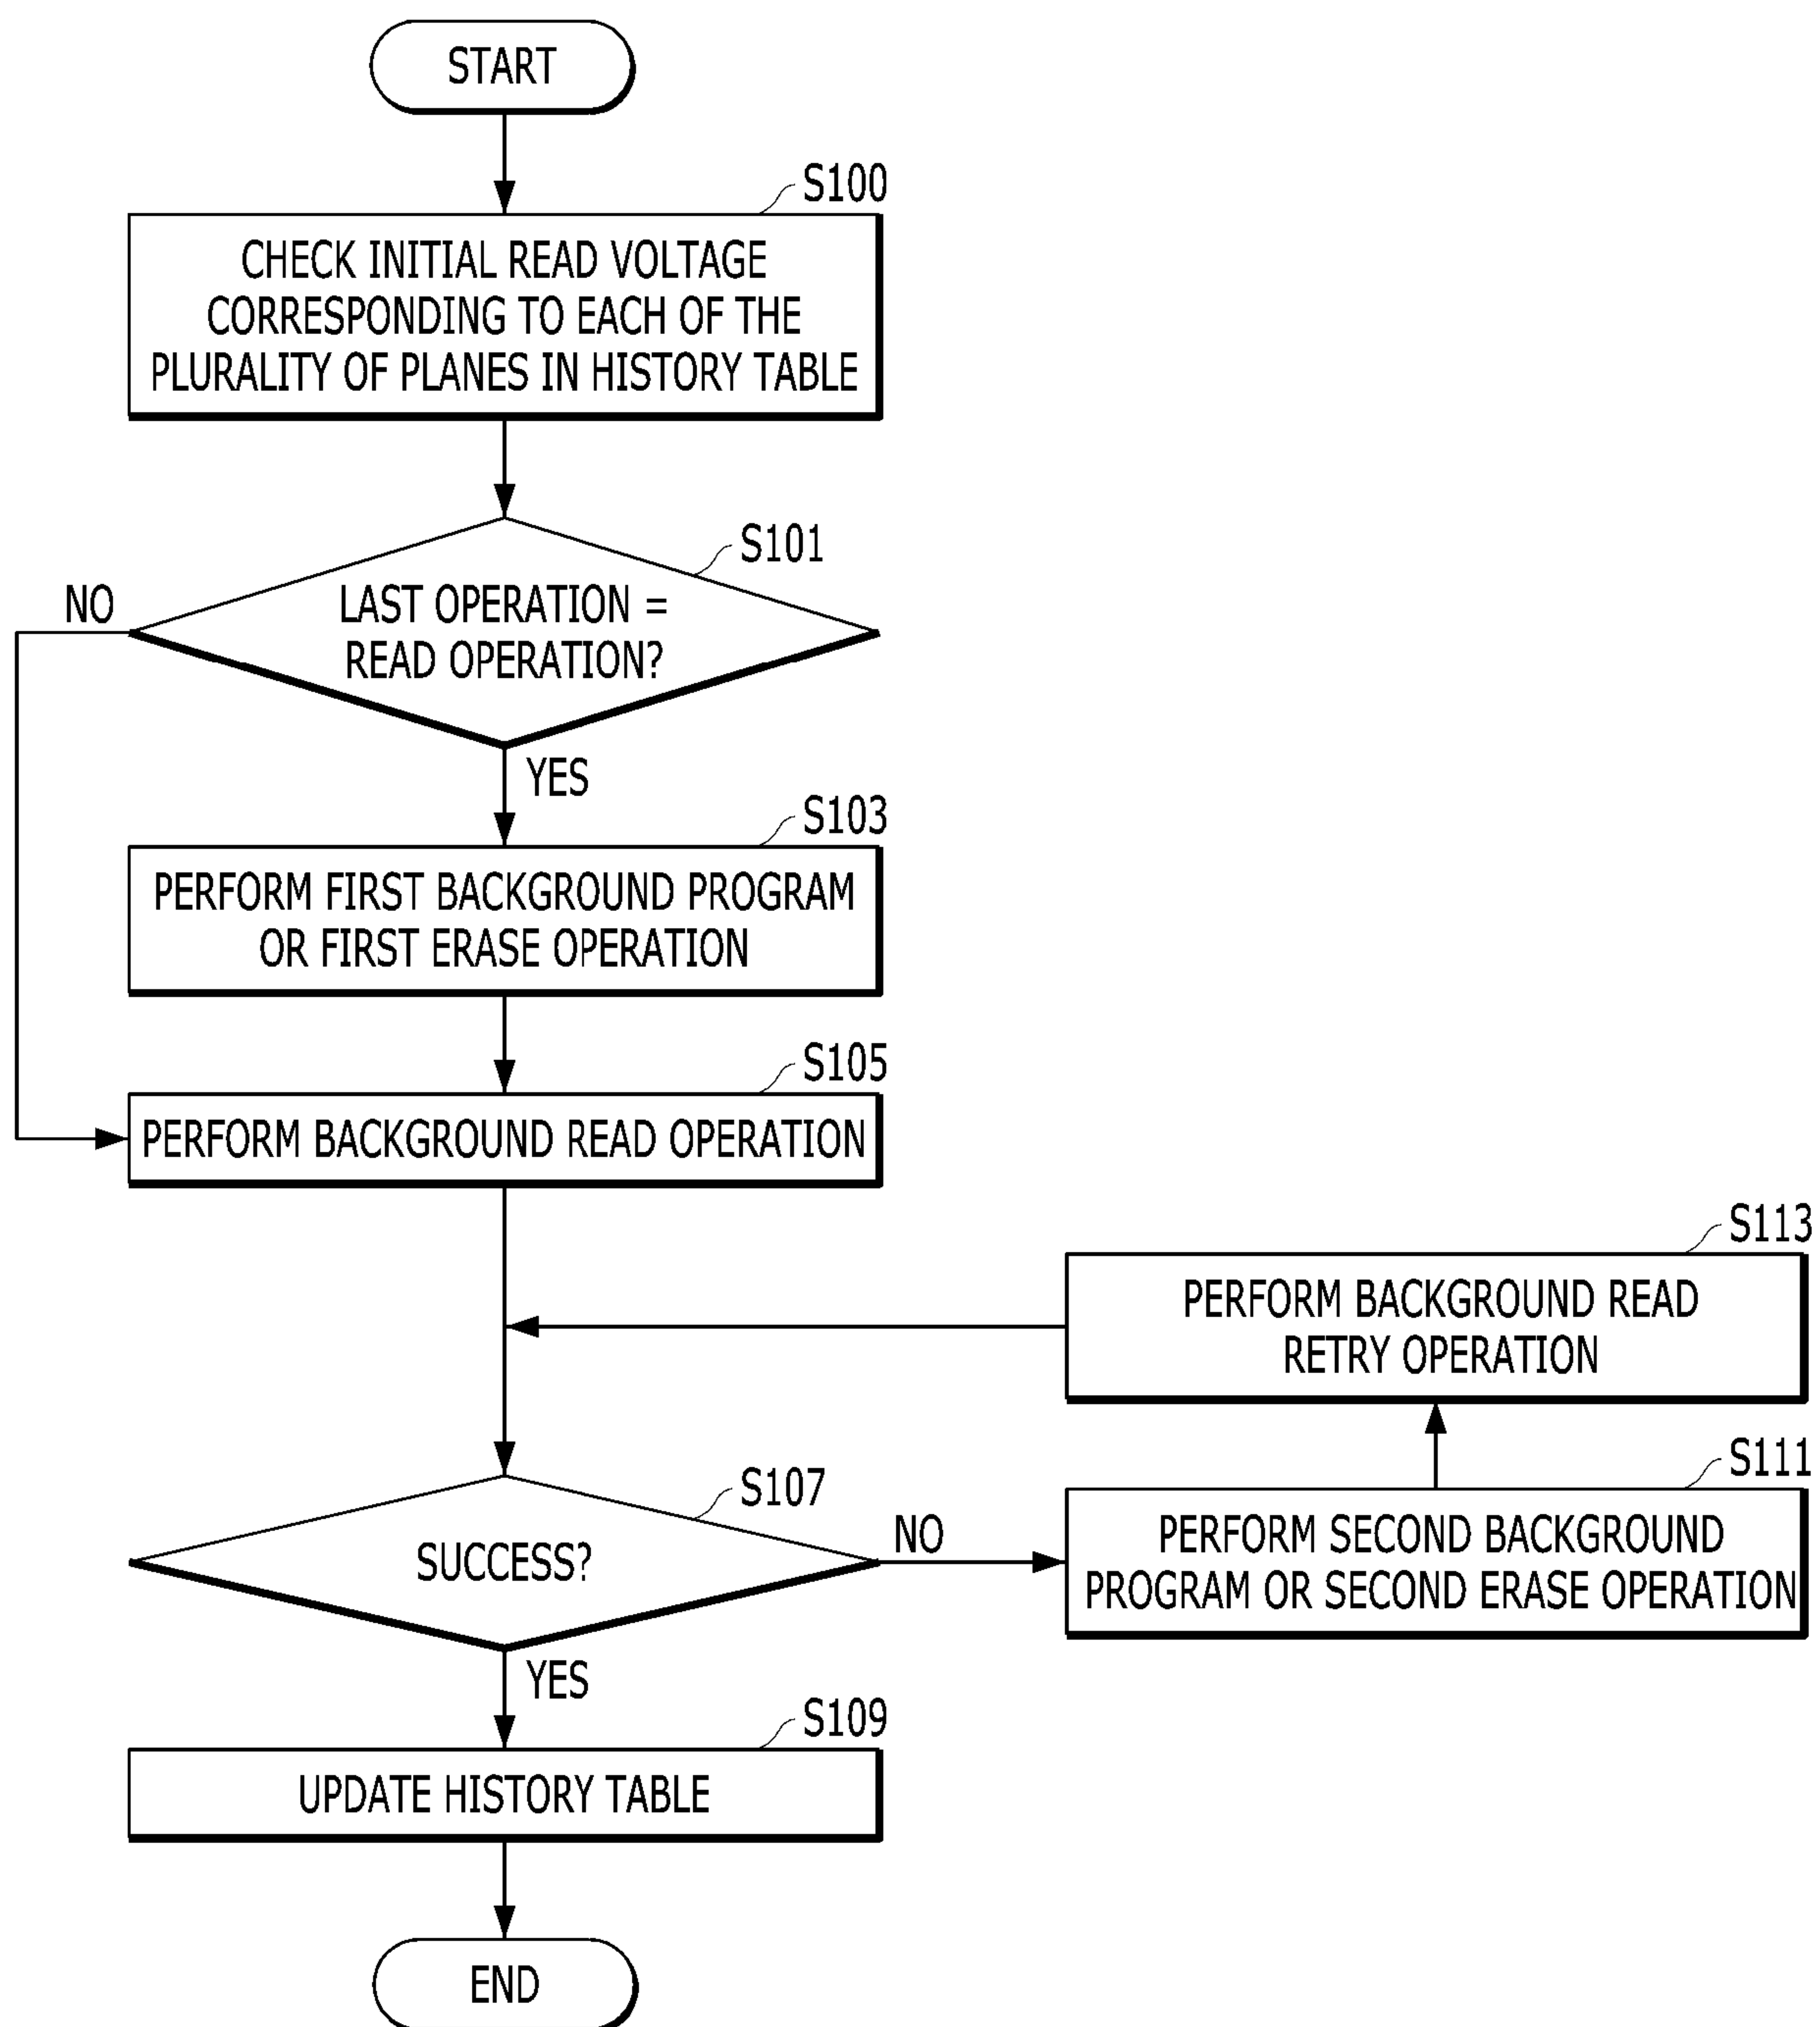 START
S100
CHECK INITIAL READ VOLTAGE
CORRESPONDING TO EACH OF THE
PLURALITY OF PLANES IN HISTORY TABLE
S101
NO
LAST OPERATION =
READ OPERATION?
YES
S103
PERFORM FIRST BACKGROUND PROGRAM
OR FIRST ERASE OPERATION
S105
PERFORM BACKGROUND READ OPERATION
S113
PERFORM BACKGROUND READ
RETRY OPERATION
S107
SUCCESS?
NO
S111
PERFORM SECOND BACKGROUND
PROGRAM OR SECOND ERASE OPERATION
YES
S109
UPDATE HISTORY TABLE
END